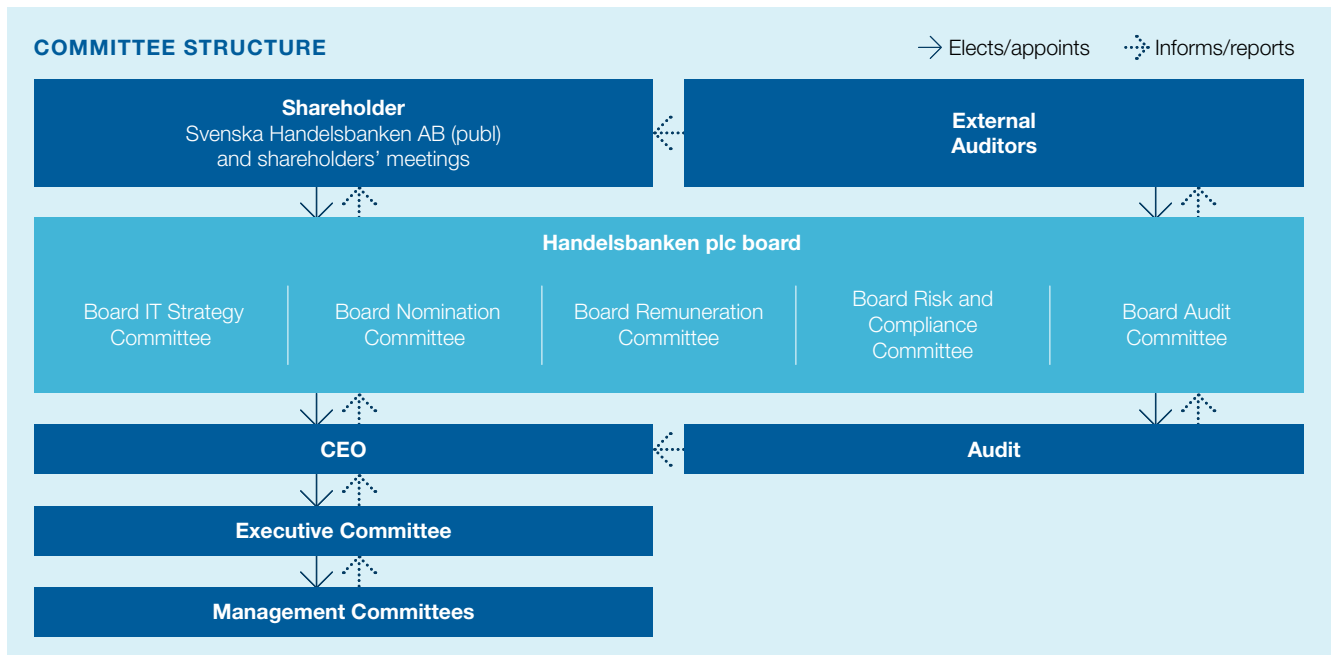 COMMITTEE STRUCTURE
Elects/appoints
Informs/reports
Shareholder
Svenska Handelsbanken AB (publ)
and shareholders’ meetings
External
Auditors
Handelsbanken plc board
Board IT Strategy
Committee
Board Nomination
Committee
Board Remuneration
Committee
Board Risk and
Compliance
Committee
Board Audit
Committee
CEO
Audit
Executive Committee
Management Committees